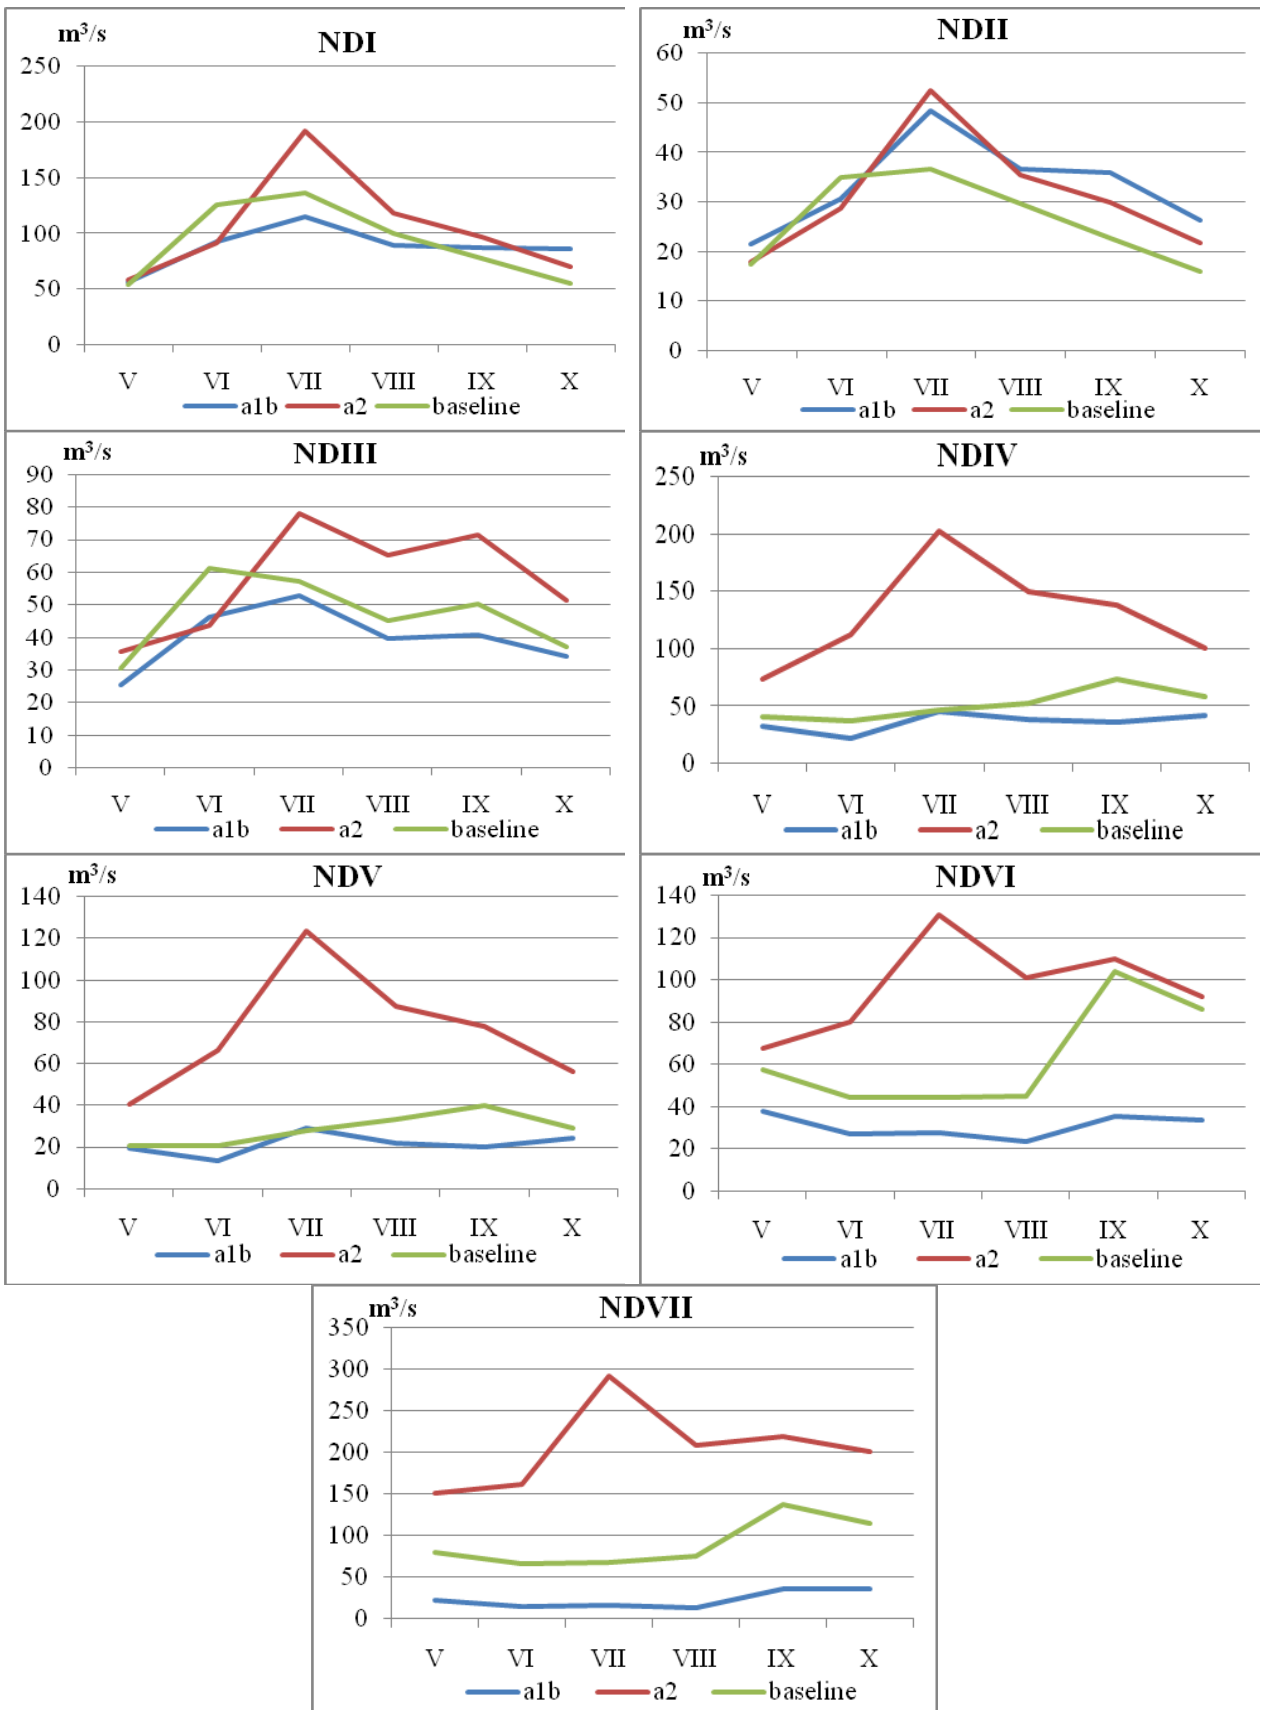 m³/s
NDI
250
200
150
100
50
0
V VI VII VIII IX X
a1b a2 baseline
m³/s
NDII
60
50
40
30
20
10
0
V VI VII VIII IX X
a1b a2 baseline
m³/s
NDIII
90
80
70
60
50
40
30
20
10
0
V VI VII VIII IX X
a1b a2 baseline
m³/s
NDIV
250
200
150
100
50
0
V VI VII VIII IX X
a1b a2 baseline
m³/s
NDV
140
120
100
80
60
40
20
0
V VI VII VIII IX X
a1b a2 baseline
m³/s
NDVI
140
120
100
80
60
40
20
0
V VI VII VIII IX X
a1b a2 baseline
m³/s
NDVII
350
300
250
200
150
100
50
0
V VI VII VIII IX X
a1b a2 baseline